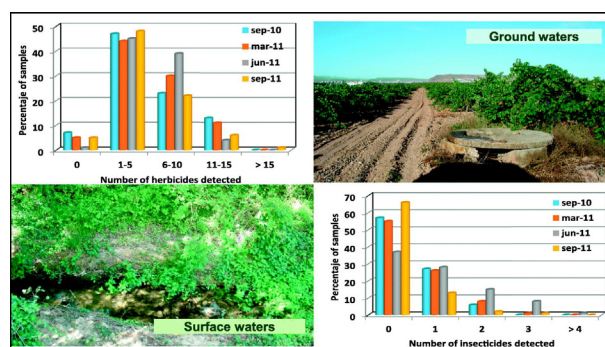 50
40
30
20
10
0
Percentaje of samples
sep-10
mar-11
jun-11
sep-11
0 1-5 6-10 11-15 > 15
Number of herbicides detected
Ground waters
Surface waters
70
60
50
40
30
20
10
0
Percentaje of samples
sep-10
mar-11
jun-11
sep-11
0 1 2 3 > 4
Number of insecticides detected